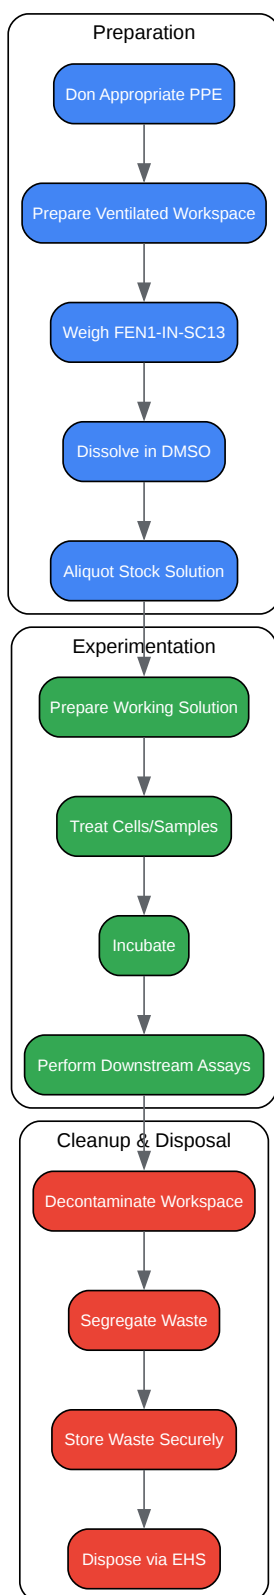 Preparation
Don Appropriate PPE
Prepare Ventilated Workspace
Weigh FEN1-IN-SC13
Dissolve in DMSO
Aliquot Stock Solution
Experimentation
Prepare Working Solution
Treat Cells/Samples
Incubate
Perform Downstream Assays
Cleanup & Disposal
Decontaminate Workspace
Segregate Waste
Store Waste Securely
Dispose via EHS